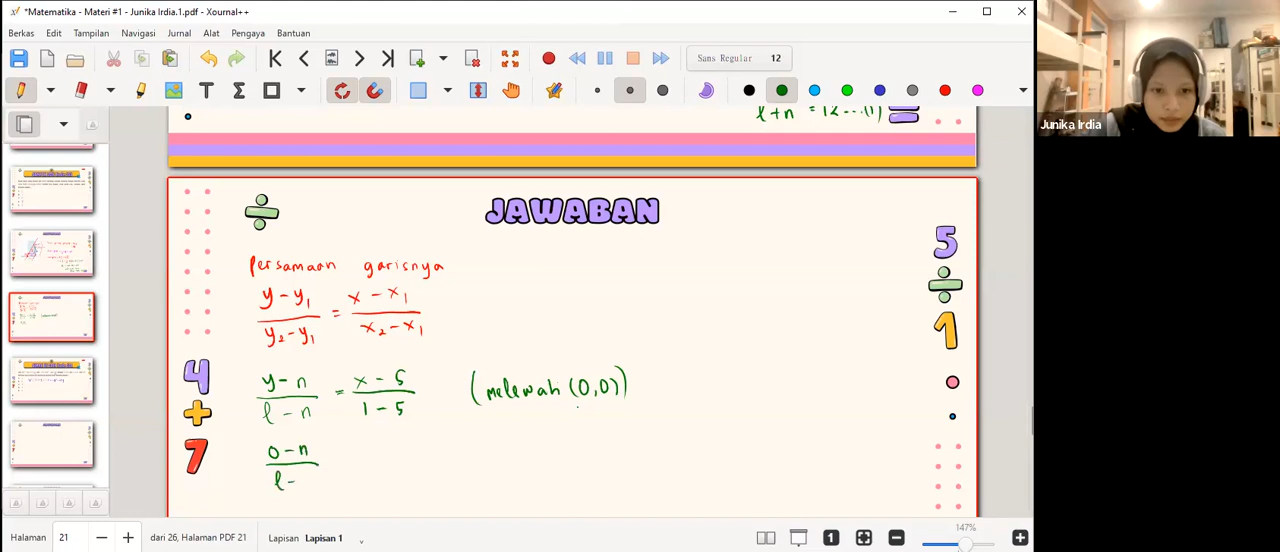 *Matematika - Materi #1 - Junika Irdia.1.pdf - Xournal++
Berkas Edit Tampilan Navigasi Jurnal Alat Pengaya Bantuan
Sans Regular 12
Junika Irdia
l+n = 12 ...(1)
JAWABAN
5
÷
1
Persamaan garisnya
y-y₁ / y₂-y₁ = x-x₁ / x₂-x₁
4
+
7
y-n / l-n = x-5 / 1-5 (melewati (0,0))
0-n / l-
Halaman 21 dari 26, Halaman PDF 21 Lapisan Lapisan 1 147%